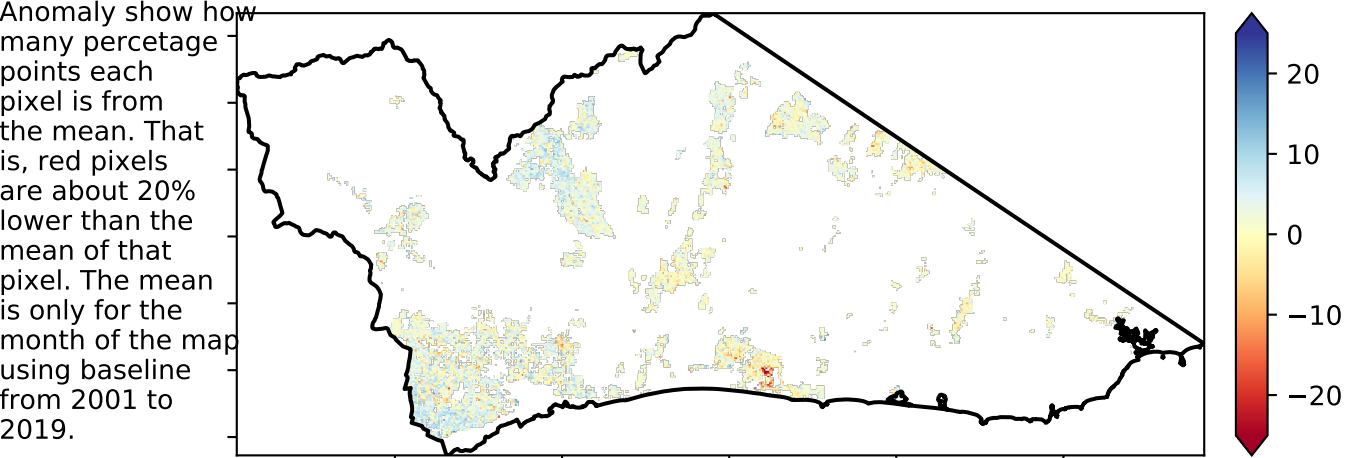 Anomaly show how
many percetage
points each
pixel is from
the mean. That
is, red pixels
are about 20%
lower than the
mean of that
pixel. The mean
is only for the
month of the map
using baseline
from 2001 to
2019.
20
10
0
−10
−20